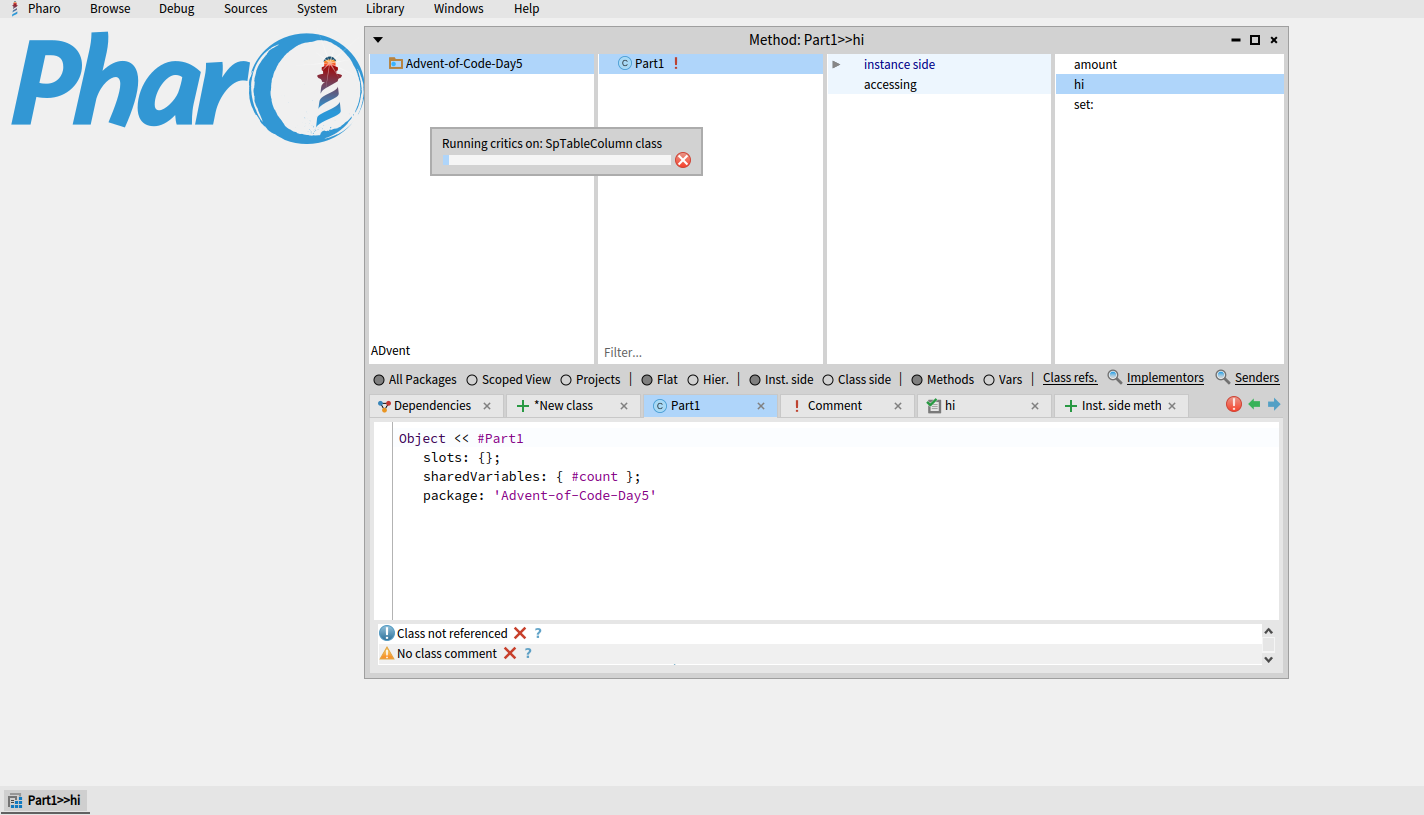 Pharo Browse Debug Sources System Library Windows Help
Pharo
Method: Part1>>hi
Advent-of-Code-Day5
Part1 !
instance side
accessing
amount
hi
set:
Running critics on: SpTableColumn class
ADvent
Filter...
All Packages Scoped View Projects | Flat Hier. | Inst. side Class side | Methods Vars | Class refs. Implementors Senders
Dependencies *New class Part1 ! Comment hi Inst. side meth
Object << #Part1
slots: {};
sharedVariables: { #count };
package: 'Advent-of-Code-Day5'
Class not referenced ?
No class comment ?
Part1>>hi